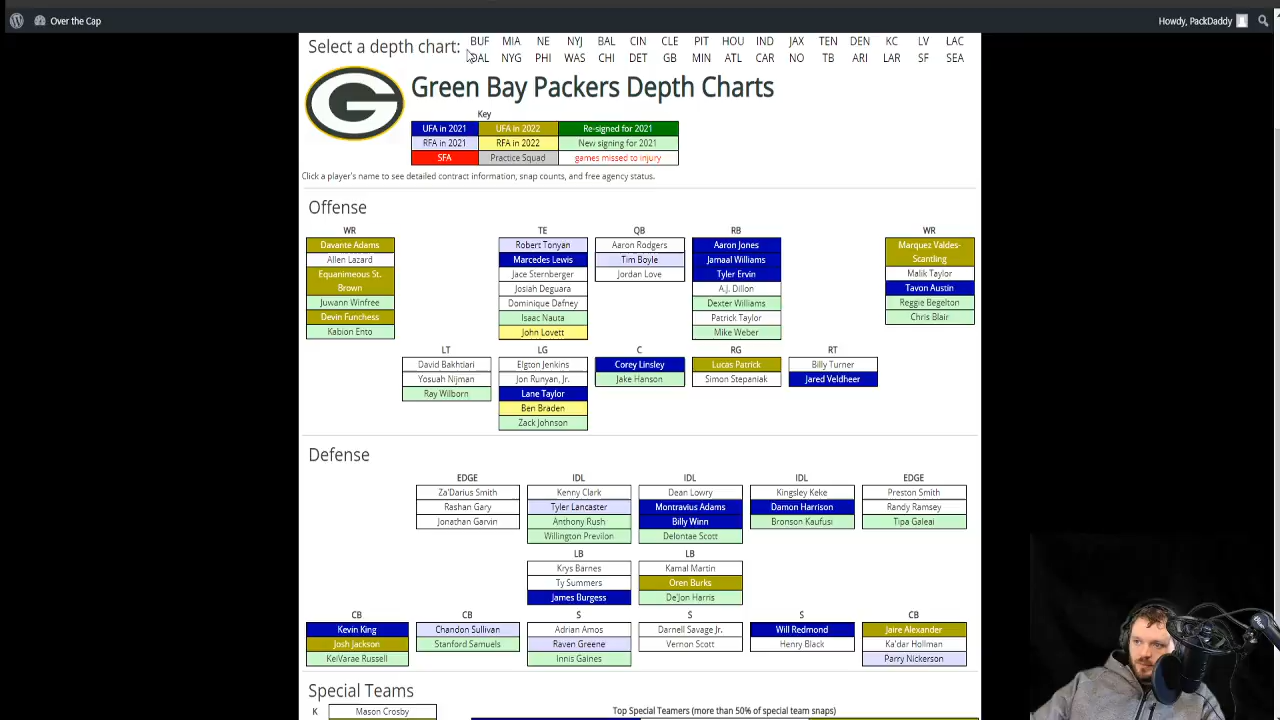 Over the Cap
Howdy, PackDaddy
Select a depth chart:
BUF MIA NE NYJ BAL CIN CLE PIT HOU IND JAX TEN DEN KC LV LAC
DAL NYG PHI WAS CHI DET GB MIN ATL CAR NO TB ARI LAR SF SEA
Green Bay Packers Depth Charts
Key
UFA in 2021 UFA in 2022 Re-signed for 2021
RFA in 2021 RFA in 2022 New signing for 2021
SFA Practice Squad games missed to injury
Click a player's name to see detailed contract information, snap counts, and free agency status.
Offense
WR TE QB RB WR
Davante Adams Robert Tonyan Aaron Rodgers Aaron Jones Marquez Valdes-
Scantling
Allen Lazard Marcedes Lewis Tim Boyle Jamaal Williams
Equanimeous St. Jace Sternberger Jordan Love Tyler Ervin Malik Taylor
Brown Josiah Deguara A.J. Dillon Tavon Austin
Juwann Winfree Dominique Dafney Dexter Williams Reggie Begelton
Devin Funchess Isaac Nauta Patrick Taylor Chris Blair
Kabion Ento John Lovett Mike Weber
LT LG C RG RT
David Bakhtiari Elgton Jenkins Corey Linsley Lucas Patrick Billy Turner
Yosuah Nijman Jon Runyan, Jr. Jake Hanson Simon Stepaniak Jared Veldheer
Ray Wilborn Lane Taylor
Ben Braden
Zack Johnson
Defense
EDGE IDL IDL IDL EDGE
Za'Darius Smith Kenny Clark Dean Lowry Kingsley Keke Preston Smith
Rashan Gary Tyler Lancaster Montravius Adams Damon Harrison Randy Ramsey
Jonathan Garvin Anthony Rush Billy Winn Bronson Kaufusi Tipa Galeai
Willington Previlon Delontae Scott
LB LB
Krys Barnes Kamal Martin
Ty Summers Oren Burks
James Burgess De'Jon Harris
CB CB S S S CB
Kevin King Chandon Sullivan Adrian Amos Darnell Savage Jr. Will Redmond Jaire Alexander
Josh Jackson Stanford Samuels Raven Greene Vernon Scott Henry Black Ka'dar Hollman
KeiVarae Russell Innis Gaines Parry Nickerson
Special Teams
K Mason Crosby
Top Special Teamers (more than 50% of special team snaps)